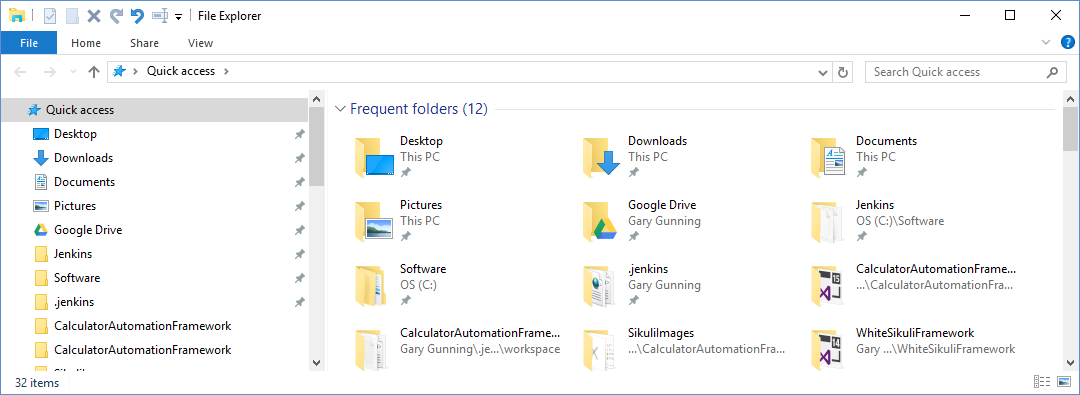 File Explorer
File Home Share View
Quick access
Search Quick access
Quick access
Desktop
Downloads
Documents
Pictures
Google Drive
Jenkins
Software
.jenkins
CalculatorAutomationFramework
CalculatorAutomationFramework
Frequent folders (12)
Desktop
This PC
Downloads
This PC
Documents
This PC
Pictures
This PC
Google Drive
Gary Gunning
Jenkins
OS (C:)\Software
Software
OS (C:)
.jenkins
Gary Gunning
CalculatorAutomationFrame...
...\CalculatorAutomationFra...
15
CalculatorAutomationFrame...
Gary Gunning\.je...\workspace
SikuliImages
...\CalculatorAutomationFra...
WhiteSikuliFramework
Gary ...\WhiteSikuliFramework
14
32 items